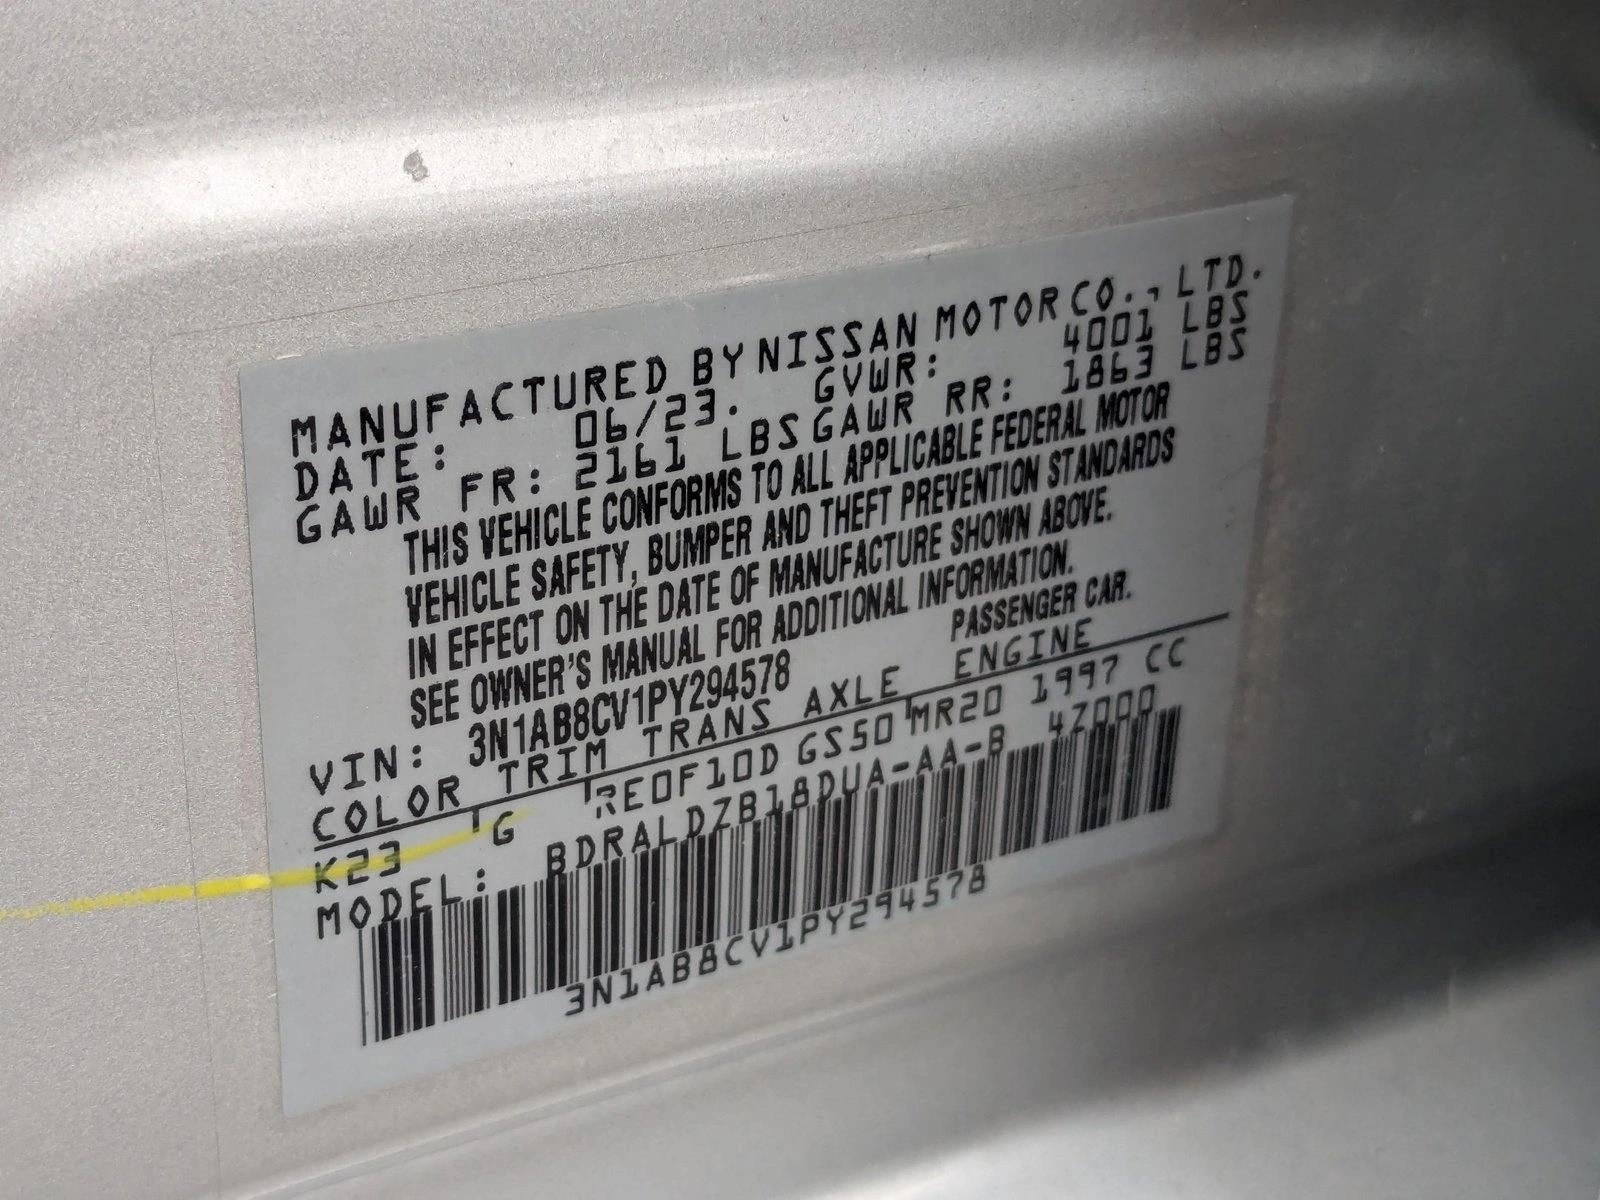 MANUFACTURED BY NISSAN MOTOR CO., LTD.
DATE: 06/23. GVWR: 4001 LBS
GAWR FR: 2161 LBS GAWR RR: 1863 LBS
THIS VEHICLE CONFORMS TO ALL APPLICABLE FEDERAL MOTOR
VEHICLE SAFETY, BUMPER AND THEFT PREVENTION STANDARDS
IN EFFECT ON THE DATE OF MANUFACTURE SHOWN ABOVE.
SEE OWNER'S MANUAL FOR ADDITIONAL INFORMATION.
VIN: 3N1AB8CV1PY294578 PASSENGER CAR.
COLOR TRIM TRANS AXLE ENGINE
K23 G RE0F10D GS50 MR20 1997 CC
MODEL: BDRALDZB18DUA-AA-B 4Z000
3N1AB8CV1PY294578